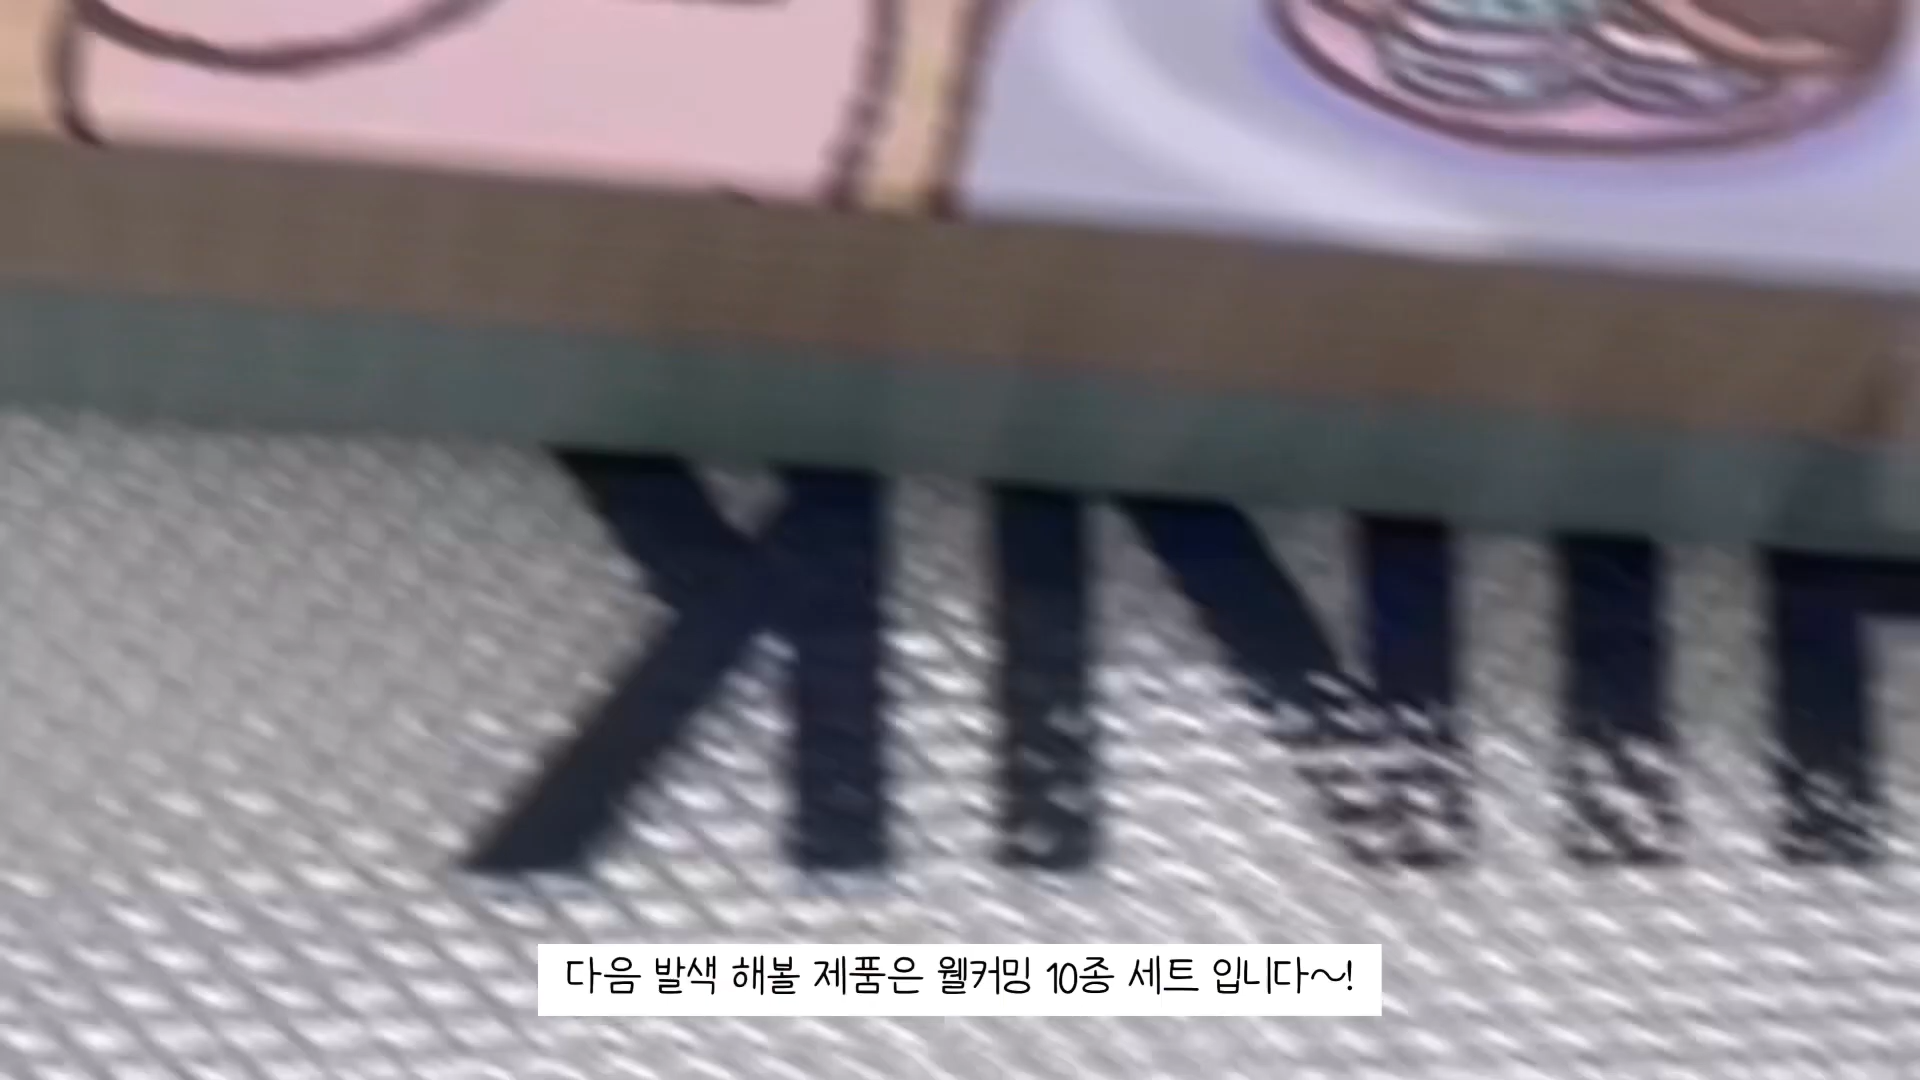 다음 발색 해볼 제품은 웰커밍 10종 세트 입니다~!